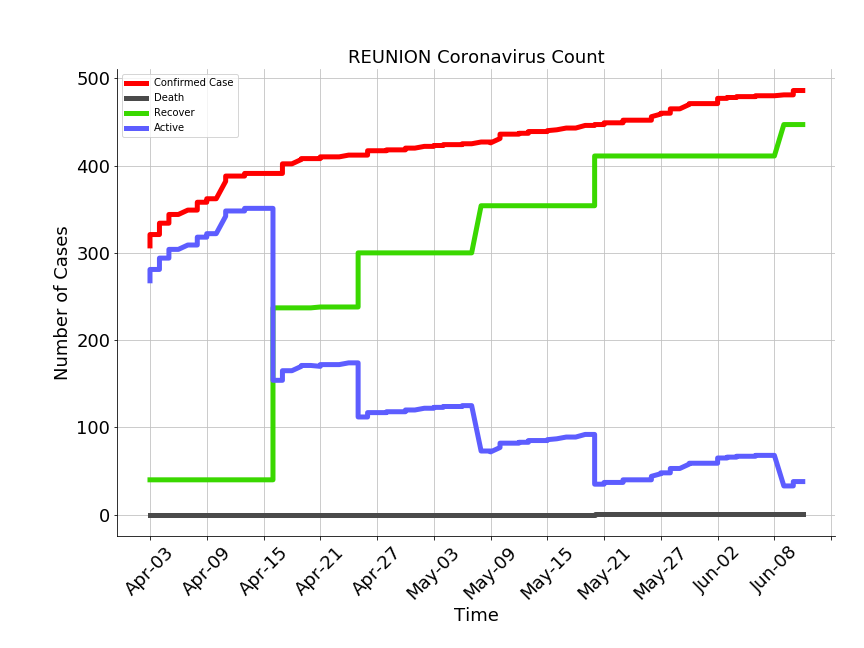 REUNION Coronavirus Count
Confirmed Case
Death
Recover
Active
Number of Cases
500
400
300
200
100
0
Apr-03
Apr-09
Apr-15
Apr-21
Apr-27
May-03
May-09
May-15
May-21
May-27
Jun-02
Jun-08
Time